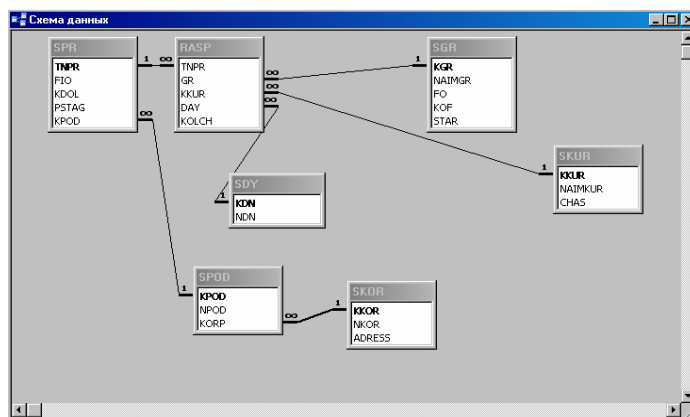 Схема данных
SPR
TNPR
FIO
KDOL
PSTAG
KPOD
1
∞
RASP
TNPR
GR
KKUR
DAY
KOLCH
∞
∞
∞
1
SGR
KGR
NAIMGR
FO
KOF
STAR
∞
1
SKUR
KKUR
NAIMKUR
CHAS
1
SDY
KDN
NDN
1
SPOD
KPOD
NPOD
KORP
∞
1
SKOR
KKOR
NKOR
ADRESS